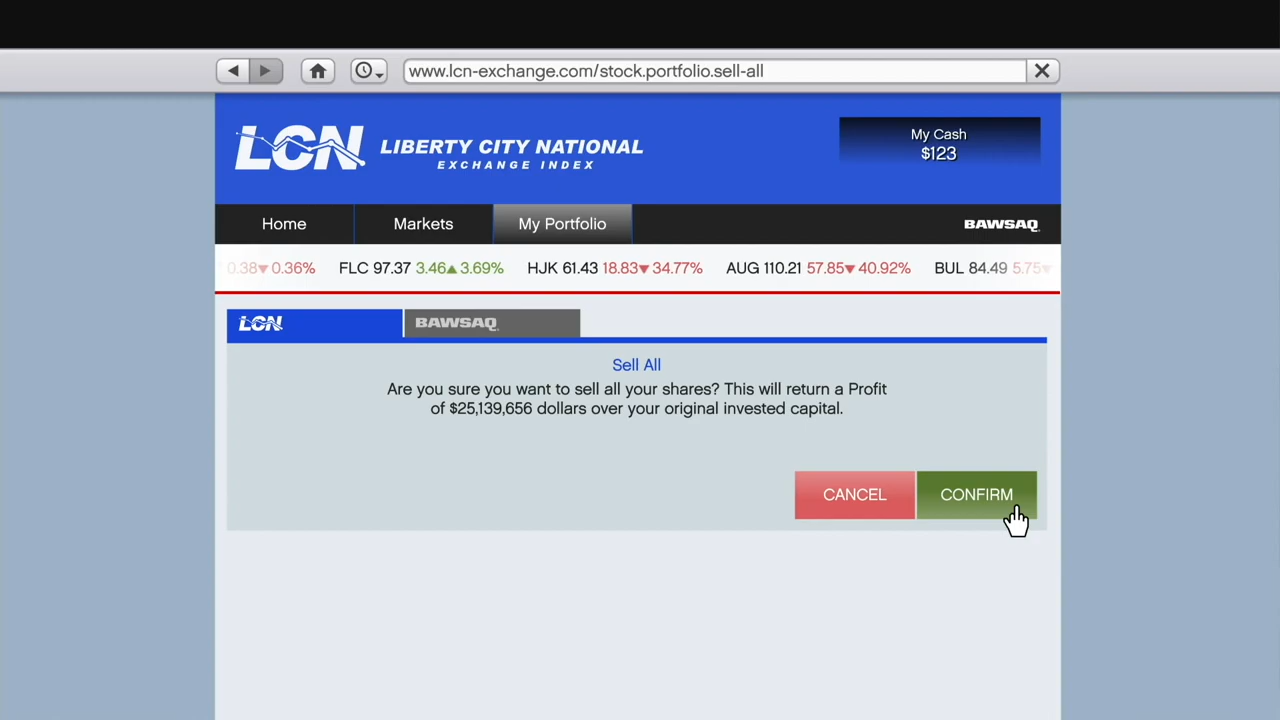 www.lcn-exchange.com/stock.portfolio.sell-all
LCN LIBERTY CITY NATIONAL
EXCHANGE INDEX
My Cash
$123
Home Markets My Portfolio BAWSAQ
0.38▼0.36% FLC 97.37 3.46▲3.69% HJK 61.43 18.83▼34.77% AUG 110.21 57.85▼40.92% BUL 84.49 5.75▼
LCN BAWSAQ
Sell All
Are you sure you want to sell all your shares? This will return a Profit
of $25,139,656 dollars over your original invested capital.
CANCEL CONFIRM